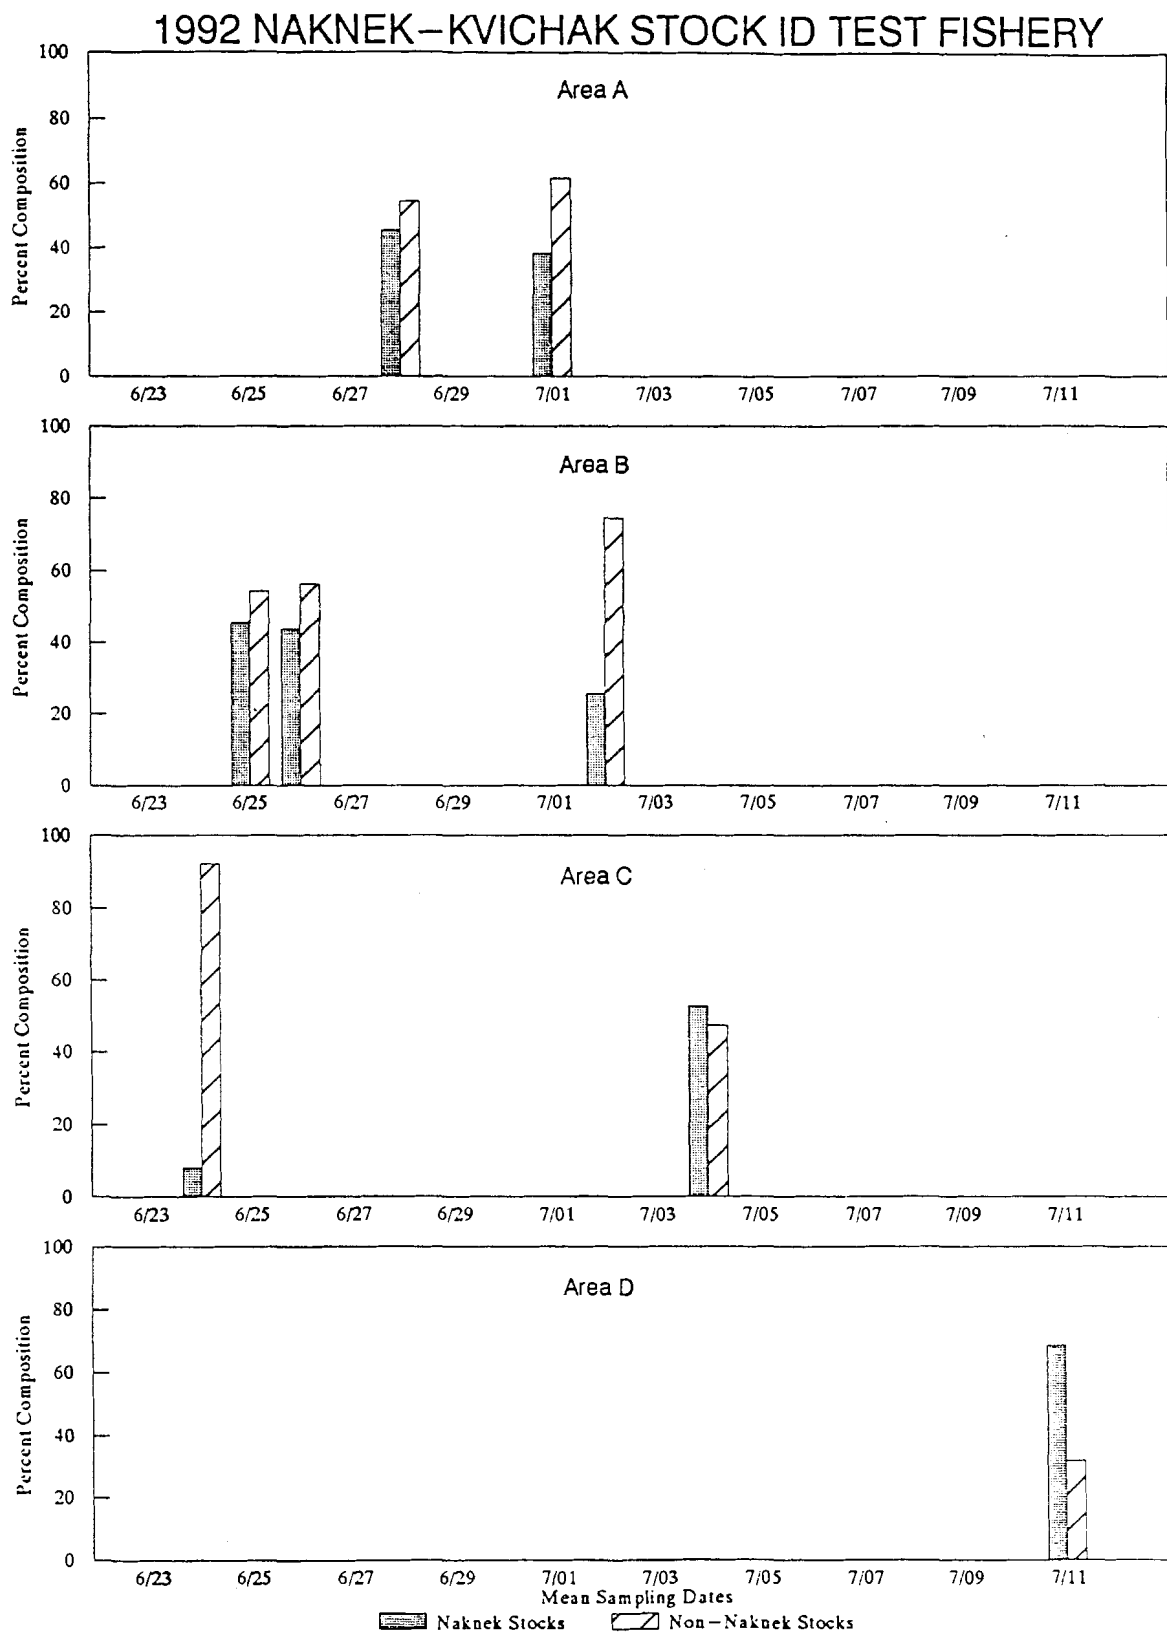 1992 NAKNEK–KVICHAK STOCK ID TEST FISHERY
Area A
Percent Composition
100
80
60
40
20
0
6/23 6/25 6/27 6/29 7/01 7/03 7/05 7/07 7/09 7/11
Area B
Percent Composition
100
80
60
40
20
0
6/23 6/25 6/27 6/29 7/01 7/03 7/05 7/07 7/09 7/11
Area C
Percent Composition
100
80
60
40
20
0
6/23 6/25 6/27 6/29 7/01 7/03 7/05 7/07 7/09 7/11
Area D
Percent Composition
100
80
60
40
20
0
6/23 6/25 6/27 6/29 7/01 7/03 7/05 7/07 7/09 7/11
Mean Sampling Dates
Naknek Stocks Non–Naknek Stocks